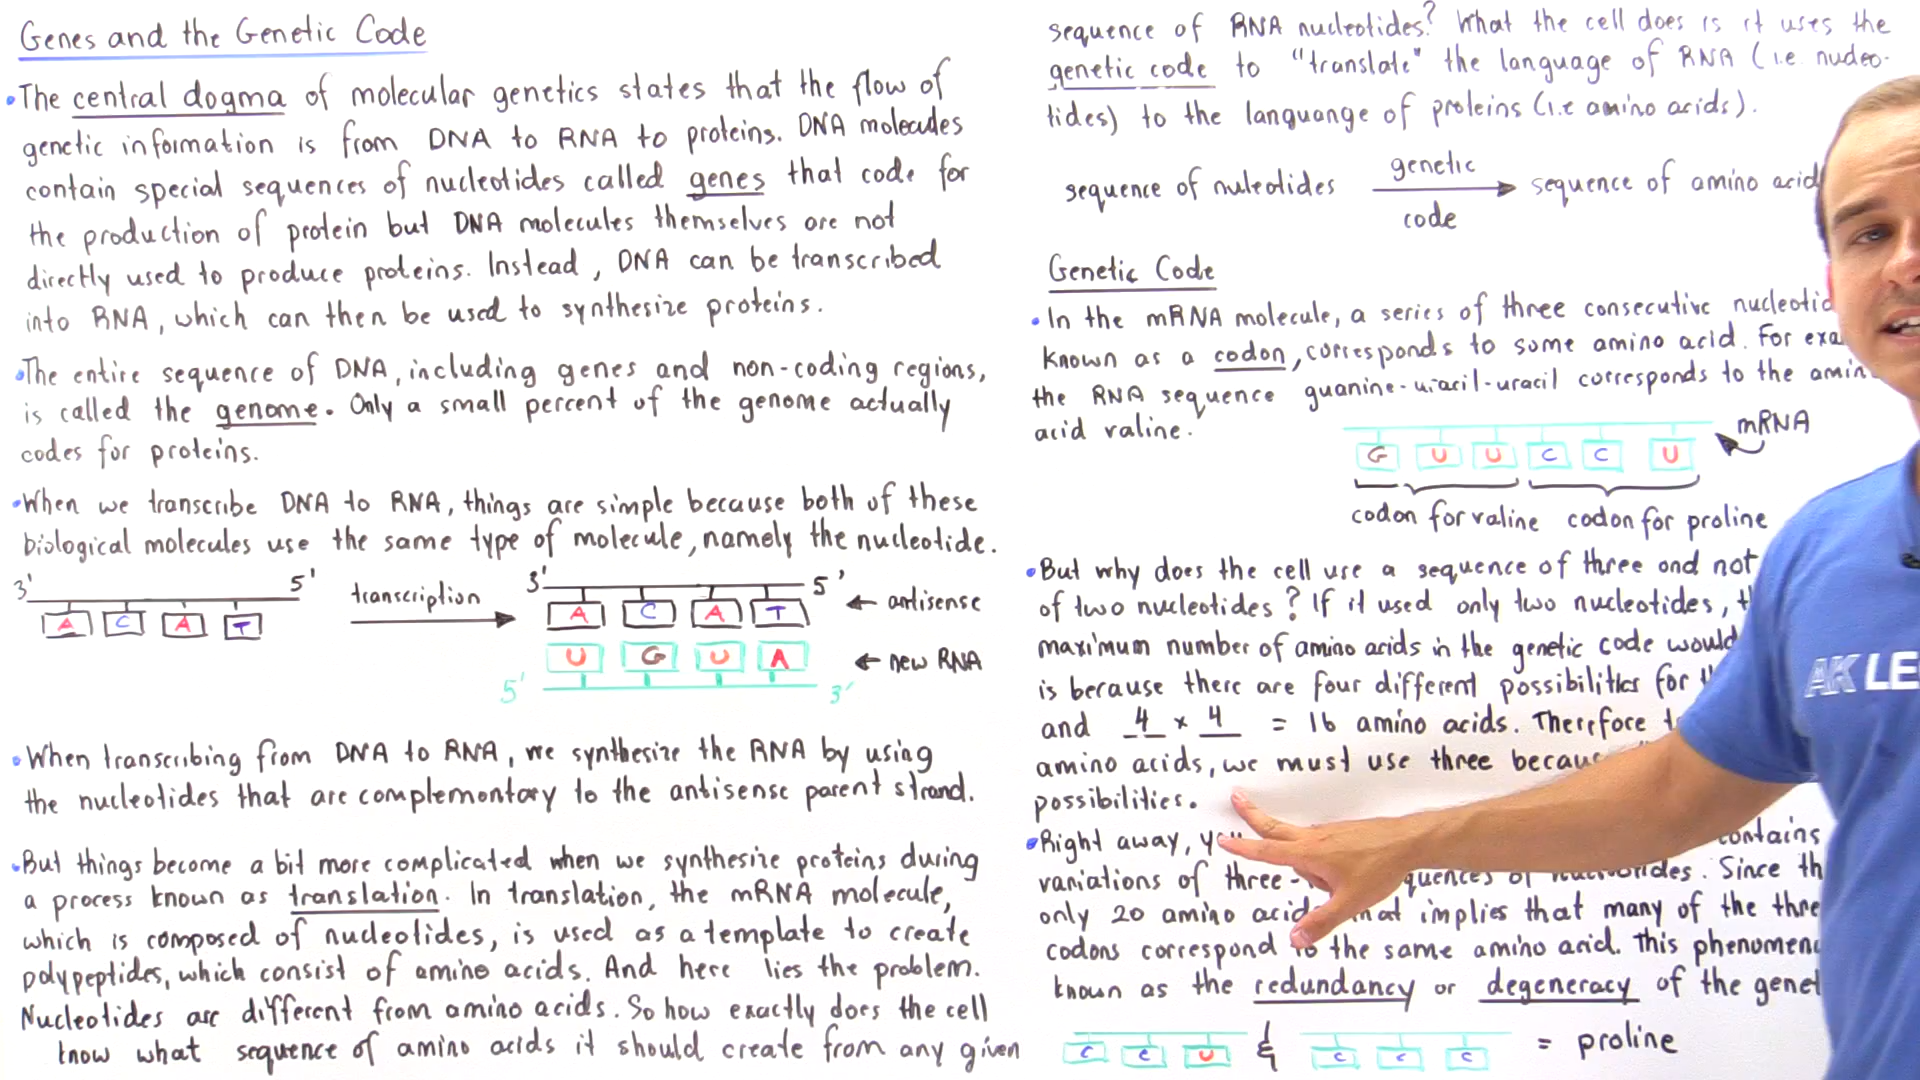 Genes and the Genetic Code
•The central dogma of molecular genetics states that the flow of
genetic information is from DNA to RNA to proteins. DNA molecules
contain special sequences of nucleotides called genes that code for
the production of protein but DNA molecules themselves are not
directly used to produce proteins. Instead, DNA can be transcribed
into RNA, which can then be used to synthesize proteins.
•The entire sequence of DNA, including genes and non-coding regions,
is called the genome. Only a small percent of the genome actually
codes for proteins.
•When we transcribe DNA to RNA, things are simple because both of these
biological molecules use the same type of molecule, namely the nucleotide.
3' 5' transcription 3' 5'
A C A T A C A T ← antisense
U G U A ← new RNA
5' 3'
•When transcribing from DNA to RNA, we synthesize the RNA by using
the nucleotides that are complementary to the antisense parent strand.
•But things become a bit more complicated when we synthesize proteins during
a process known as translation. In translation, the mRNA molecule,
which is composed of nucleotides, is used as a template to create
polypeptides, which consist of amino acids. And here lies the problem.
Nucleotides are different from amino acids. So how exactly does the cell
know what sequence of amino acids it should create from any given
sequence of RNA nucleotides? What the cell does is it uses the
genetic code to "translate" the language of RNA (i.e. nucleo-
tides) to the languange of proteins (i.e amino acids).
sequence of nuleotides genetic code → sequence of amino acid
Genetic Code
•In the mRNA molecule, a series of three consecutive
known as a codon, corresponds to some amino acid. For
the RNA sequence guanine-uracil-uracil corresponds to the
acid valine.
mRNA
G U U C C U
codon for valine codon for proline
•But why does the cell use a sequence of three and not
of two nucleotides? If it used only two nucleotides,
maximum number of amino acids in the genetic code would
is because there are four different possibilities for
and 4 × 4 = 16 amino acids. Therefore
amino acids, we must use three
possibilities.
•Right away, contains
variations of three- of Since
only 20 amino that implies that many of the
codons correspond to the same amino acid. This
known as the redundancy or degeneracy of the
C C U & C C C = proline
AK LE